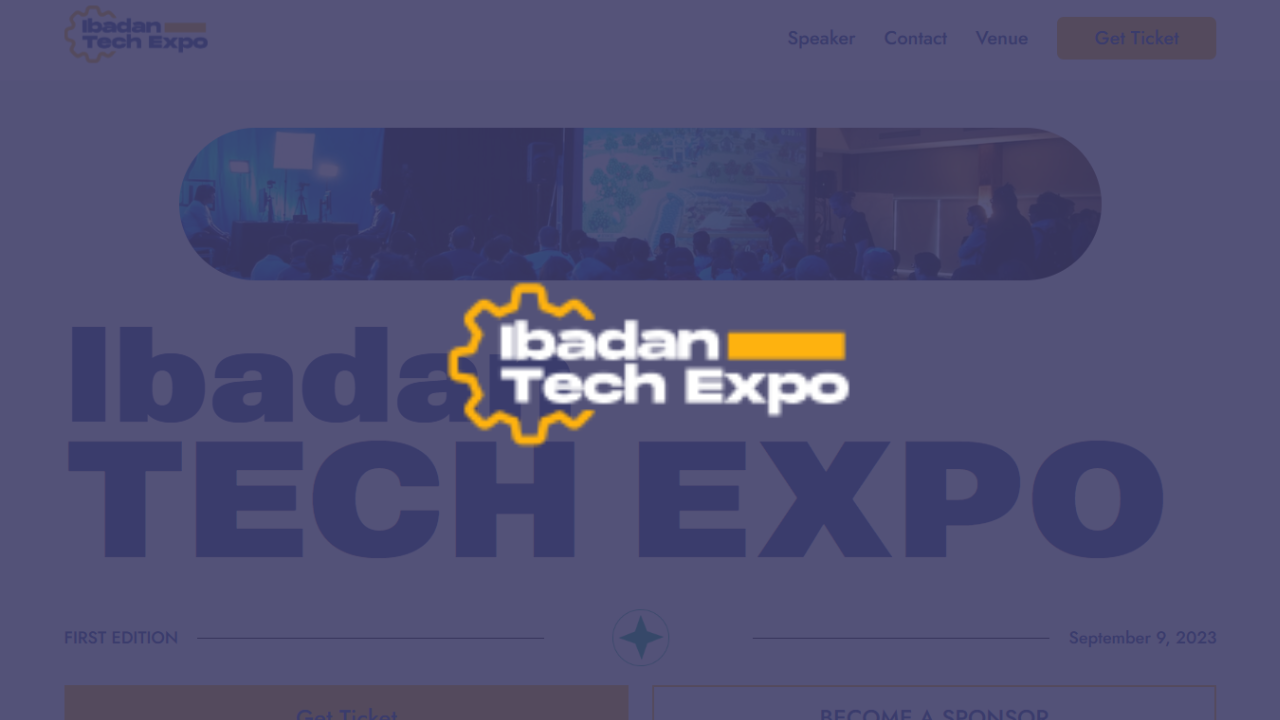 Ibadan
Tech Expo
Speaker
Contact
Venue
Get Ticket
Ibadan
Tech Expo
Ibadan
TECH EXPO
FIRST EDITION
September 9, 2023
Get Ticket
BECOME A SPONSOR